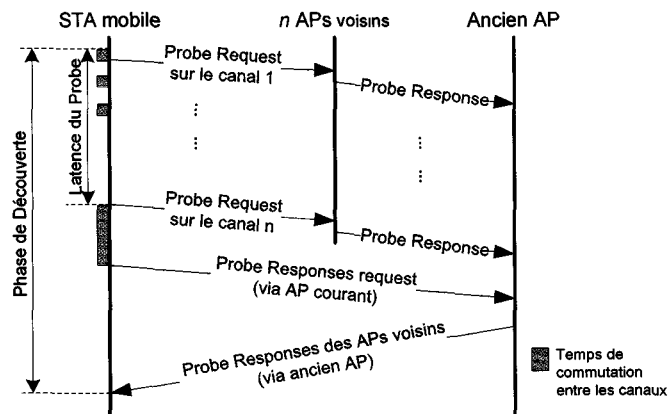 STA mobile
n APs voisins
Ancien AP
Phase de Découverte
Latence du Probe
Probe Request
sur le canal 1
Probe Response
Probe Request
sur le canal n
Probe Response
Probe Responses request
(via AP courant)
Probe Responses des APs voisins
(via ancien AP)
Temps de
commutation
entre les canaux